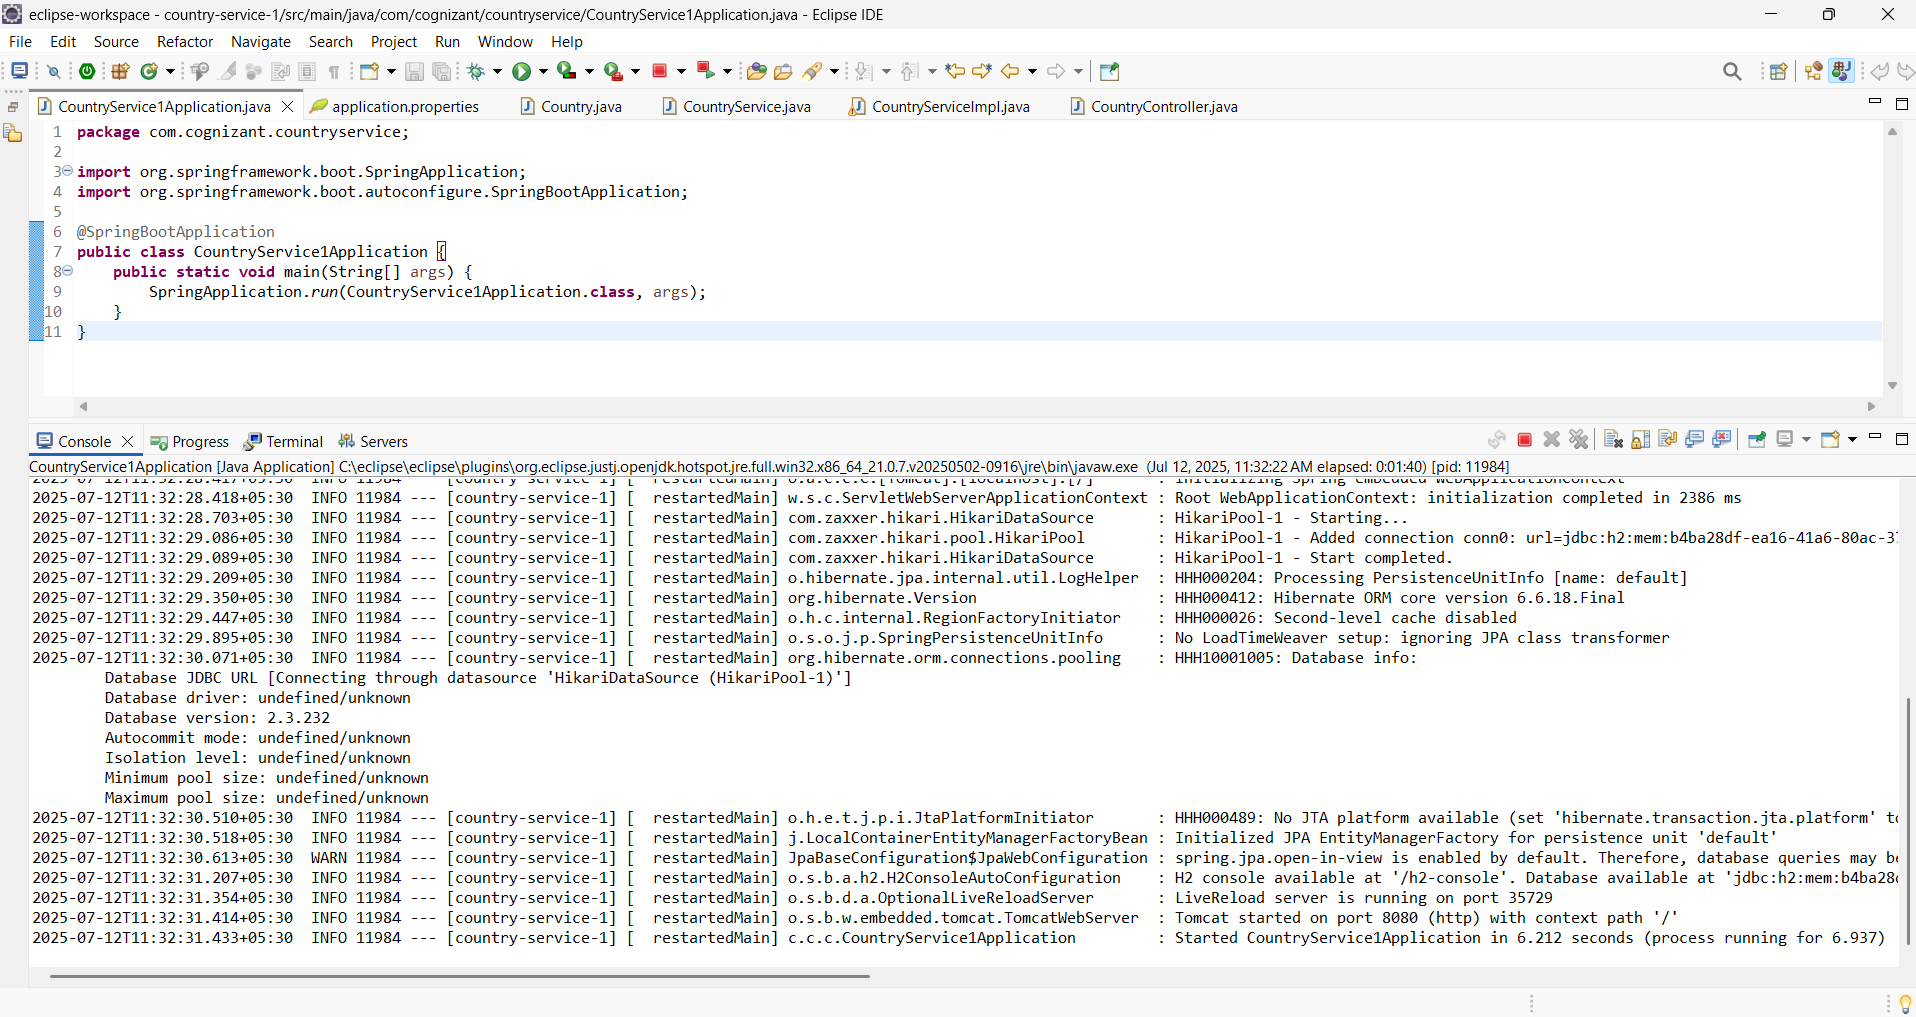 eclipse-workspace - country-service-1/src/main/java/com/cognizant/countryservice/CountryService1Application.java - Eclipse IDE
File Edit Source Refactor Navigate Search Project Run Window Help
CountryService1Application.java application.properties Country.java CountryService.java CountryServiceImpl.java CountryController.java
1 package com.cognizant.countryservice;
2
3 import org.springframework.boot.SpringApplication;
4 import org.springframework.boot.autoconfigure.SpringBootApplication;
5
6 @SpringBootApplication
7 public class CountryService1Application {
8     public static void main(String[] args) {
9         SpringApplication.run(CountryService1Application.class, args);
10     }
11 }
Console Progress Terminal Servers
CountryService1Application [Java Application] C:\eclipse\eclipse\plugins\org.eclipse.justj.openjdk.hotspot.jre.full.win32.x86_64_21.0.7.v20250502-0916\jre\bin\javaw.exe (Jul 12, 2025, 11:32:22 AM elapsed: 0:01:40) [pid: 11984]
2025-07-12T11:32:28.417+05:30  INFO 11984 --- [country-service-1] [  restartedMain] o.a.c.c.C.[Tomcat].[localhost].[/]       : Initializing Spring embedded WebApplicationContext
2025-07-12T11:32:28.418+05:30  INFO 11984 --- [country-service-1] [  restartedMain] w.s.c.ServletWebServerApplicationContext : Root WebApplicationContext: initialization completed in 2386 ms
2025-07-12T11:32:28.703+05:30  INFO 11984 --- [country-service-1] [  restartedMain] com.zaxxer.hikari.HikariDataSource       : HikariPool-1 - Starting...
2025-07-12T11:32:29.086+05:30  INFO 11984 --- [country-service-1] [  restartedMain] com.zaxxer.hikari.pool.HikariPool        : HikariPool-1 - Added connection conn0: url=jdbc:h2:mem:b4ba28df-ea16-41a6-80ac-37
2025-07-12T11:32:29.089+05:30  INFO 11984 --- [country-service-1] [  restartedMain] com.zaxxer.hikari.HikariDataSource       : HikariPool-1 - Start completed.
2025-07-12T11:32:29.209+05:30  INFO 11984 --- [country-service-1] [  restartedMain] o.hibernate.jpa.internal.util.LogHelper  : HHH000204: Processing PersistenceUnitInfo [name: default]
2025-07-12T11:32:29.350+05:30  INFO 11984 --- [country-service-1] [  restartedMain] org.hibernate.Version                    : HHH000412: Hibernate ORM core version 6.6.18.Final
2025-07-12T11:32:29.447+05:30  INFO 11984 --- [country-service-1] [  restartedMain] o.h.c.internal.RegionFactoryInitiator    : HHH000026: Second-level cache disabled
2025-07-12T11:32:29.895+05:30  INFO 11984 --- [country-service-1] [  restartedMain] o.s.o.j.p.SpringPersistenceUnitInfo      : No LoadTimeWeaver setup: ignoring JPA class transformer
2025-07-12T11:32:30.071+05:30  INFO 11984 --- [country-service-1] [  restartedMain] org.hibernate.orm.connections.pooling    : HHH10001005: Database info:
Database JDBC URL [Connecting through datasource 'HikariDataSource (HikariPool-1)']
Database driver: undefined/unknown
Database version: 2.3.232
Autocommit mode: undefined/unknown
Isolation level: undefined/unknown
Minimum pool size: undefined/unknown
Maximum pool size: undefined/unknown
2025-07-12T11:32:30.510+05:30  INFO 11984 --- [country-service-1] [  restartedMain] o.h.e.t.j.p.i.JtaPlatformInitiator       : HHH000489: No JTA platform available (set 'hibernate.transaction.jta.platform' to
2025-07-12T11:32:30.518+05:30  INFO 11984 --- [country-service-1] [  restartedMain] j.LocalContainerEntityManagerFactoryBean : Initialized JPA EntityManagerFactory for persistence unit 'default'
2025-07-12T11:32:30.613+05:30  WARN 11984 --- [country-service-1] [  restartedMain] JpaBaseConfiguration$JpaWebConfiguration : spring.jpa.open-in-view is enabled by default. Therefore, database queries may be
2025-07-12T11:32:31.207+05:30  INFO 11984 --- [country-service-1] [  restartedMain] o.s.b.a.h2.H2ConsoleAutoConfiguration    : H2 console available at '/h2-console'. Database available at 'jdbc:h2:mem:b4ba28d
2025-07-12T11:32:31.354+05:30  INFO 11984 --- [country-service-1] [  restartedMain] o.s.b.d.a.OptionalLiveReloadServer       : LiveReload server is running on port 35729
2025-07-12T11:32:31.414+05:30  INFO 11984 --- [country-service-1] [  restartedMain] o.s.b.w.embedded.tomcat.TomcatWebServer  : Tomcat started on port 8080 (http) with context path '/'
2025-07-12T11:32:31.433+05:30  INFO 11984 --- [country-service-1] [  restartedMain] c.c.c.CountryService1Application         : Started CountryService1Application in 6.212 seconds (process running for 6.937)